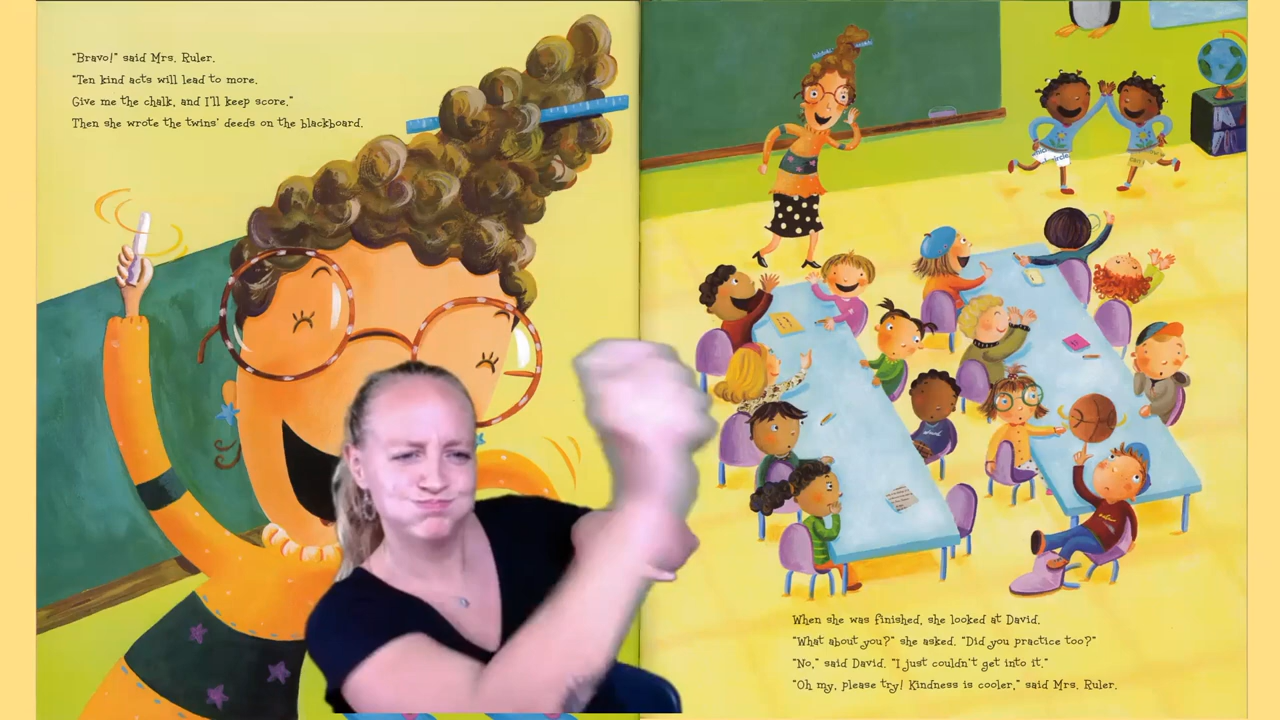 “Bravo!” said Mrs. Ruler.
“Ten kind acts will lead to more.
Give me the chalk, and I’ll keep score.”
Then she wrote the twins’ deeds on the blackboard.
When she was finished, she looked at David.
“What about you?” she asked. “Did you practice too?”
“No,” said David. “I just couldn’t get into it.”
“Oh my, please try! Kindness is cooler,” said Mrs. Ruler.